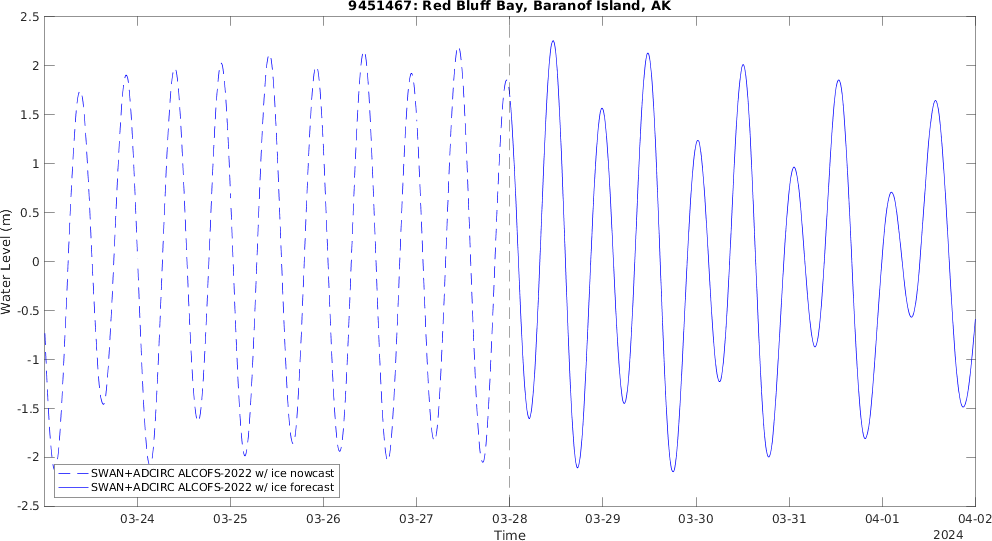 9451467: Red Bluff Bay, Baranof Island, AK
2.5
2
1.5
1
0.5
0
-0.5
-1
-1.5
-2
-2.5
Water Level (m)
SWAN+ADCIRC ALCOFS-2022 w/ ice nowcast
SWAN+ADCIRC ALCOFS-2022 w/ ice forecast
03-24 03-25 03-26 03-27 03-28 03-29 03-30 03-31 04-01 04-02
Time
2024